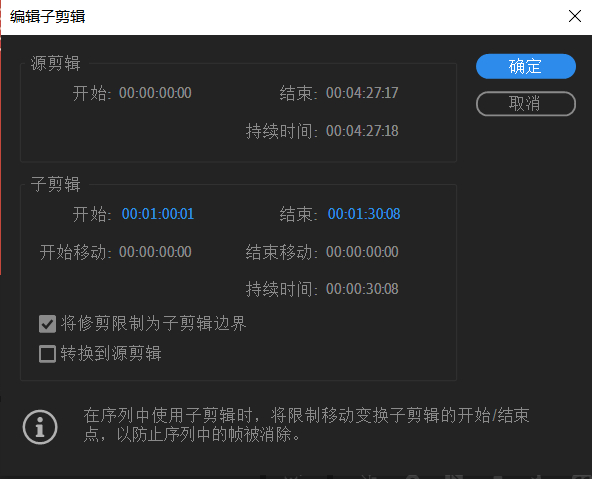 编辑子剪辑
源剪辑
确定
开始: 00:00:00:00 结束: 00:04:27:17
取消
持续时间: 00:04:27:18
子剪辑
开始: 00:01:00:01 结束: 00:01:30:08
开始移动: 00:00:00:00 结束移动: 00:00:00:00
持续时间: 00:00:30:08
将修剪限制为子剪辑边界
转换到源剪辑
在序列中使用子剪辑时，将限制移动变换子剪辑的开始/结束
点，以防止序列中的帧被消除。